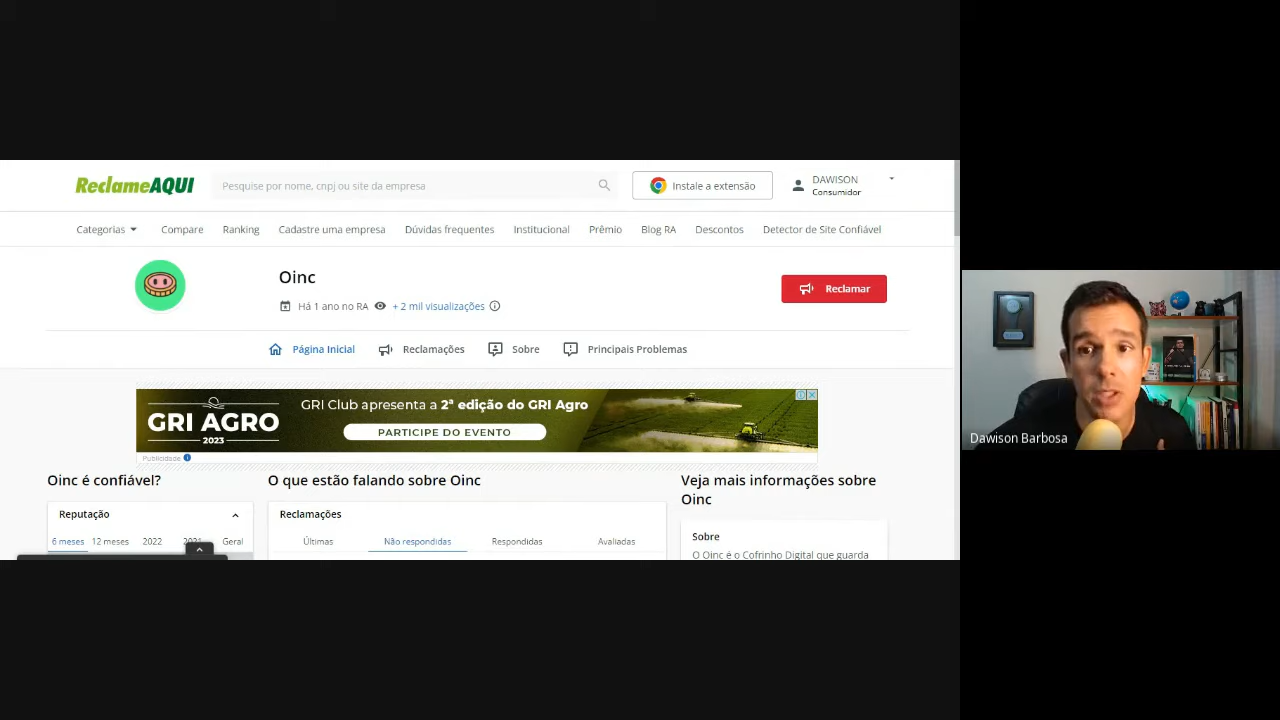 ReclameAQUI
Pesquise por nome, cnpj ou site da empresa
Instale a extensão
DAWISON
Consumidor
Categorias
Compare
Ranking
Cadastre uma empresa
Dúvidas frequentes
Institucional
Prêmio
Blog RA
Descontos
Detector de Site Confiável
Oinc
Há 1 ano no RA
+ 2 mil visualizações
Reclamar
Página Inicial
Reclamações
Sobre
Principais Problemas
GRI AGRO
2023
GRI Club apresenta a 2ª edição do GRI Agro
PARTICIPE DO EVENTO
Publicidade
Oinc é confiável?
Reputação
6 meses
12 meses
2022
2021
Geral
O que estão falando sobre Oinc
Reclamações
Últimas
Não respondidas
Respondidas
Avaliadas
Veja mais informações sobre
Oinc
Sobre
O Oinc é o Cofrinho Digital que guarda
Dawison Barbosa